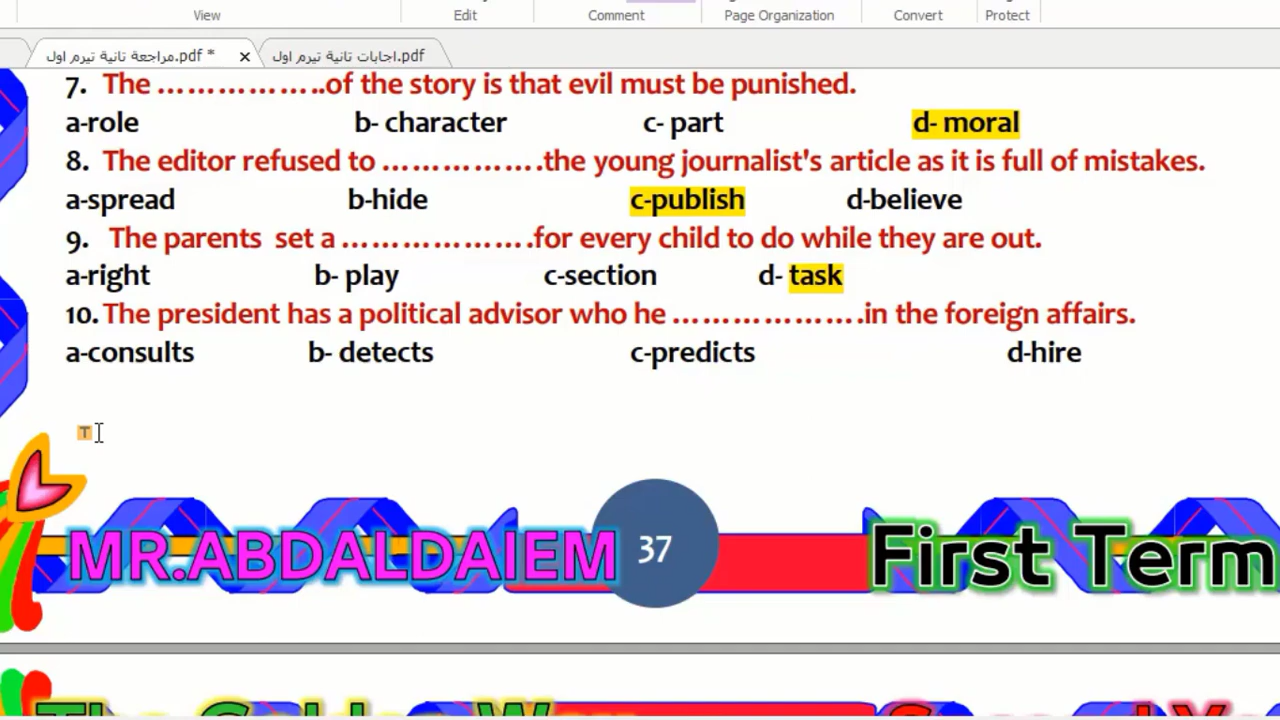 View Edit Comment Page Organization Convert Protect
مراجعة تانية تيرم اول.pdf * اجابات تانية تيرم اول.pdf
7. The ……………..of the story is that evil must be punished.
a-role b- character c- part d- moral
8. The editor refused to …………….the young journalist's article as it is full of mistakes.
a-spread b-hide c-publish d-believe
9. The parents set a ……………….for every child to do while they are out.
a-right b- play c-section d- task
10. The president has a political advisor who he ……………….in the foreign affairs.
a-consults b- detects c-predicts d-hire
T
MR.ABDALDAIEM 37 First Term